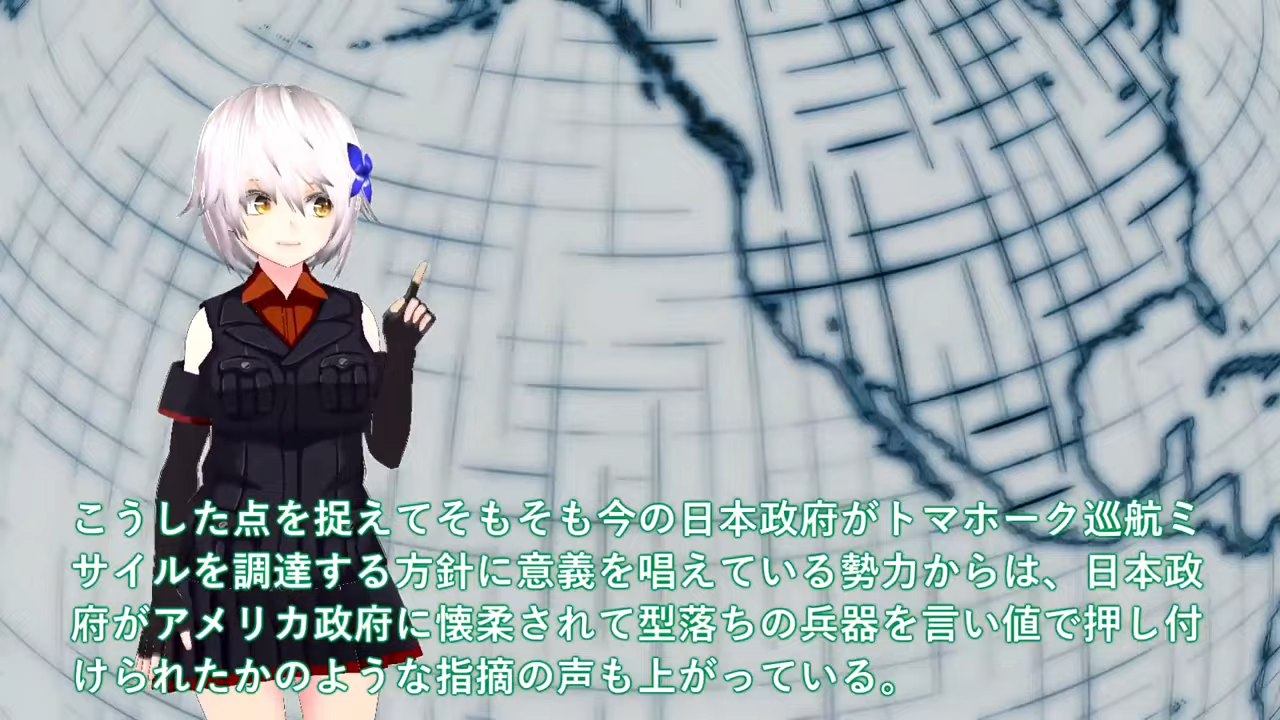 こうした点を捉えてそもそも今の日本政府がトマホーク巡航ミ
サイルを調達する方針に意義を唱えている勢力からは、日本政
府がアメリカ政府に懐柔されて型落ちの兵器を言い値で押し付
けられたかのような指摘の声も上がっている。